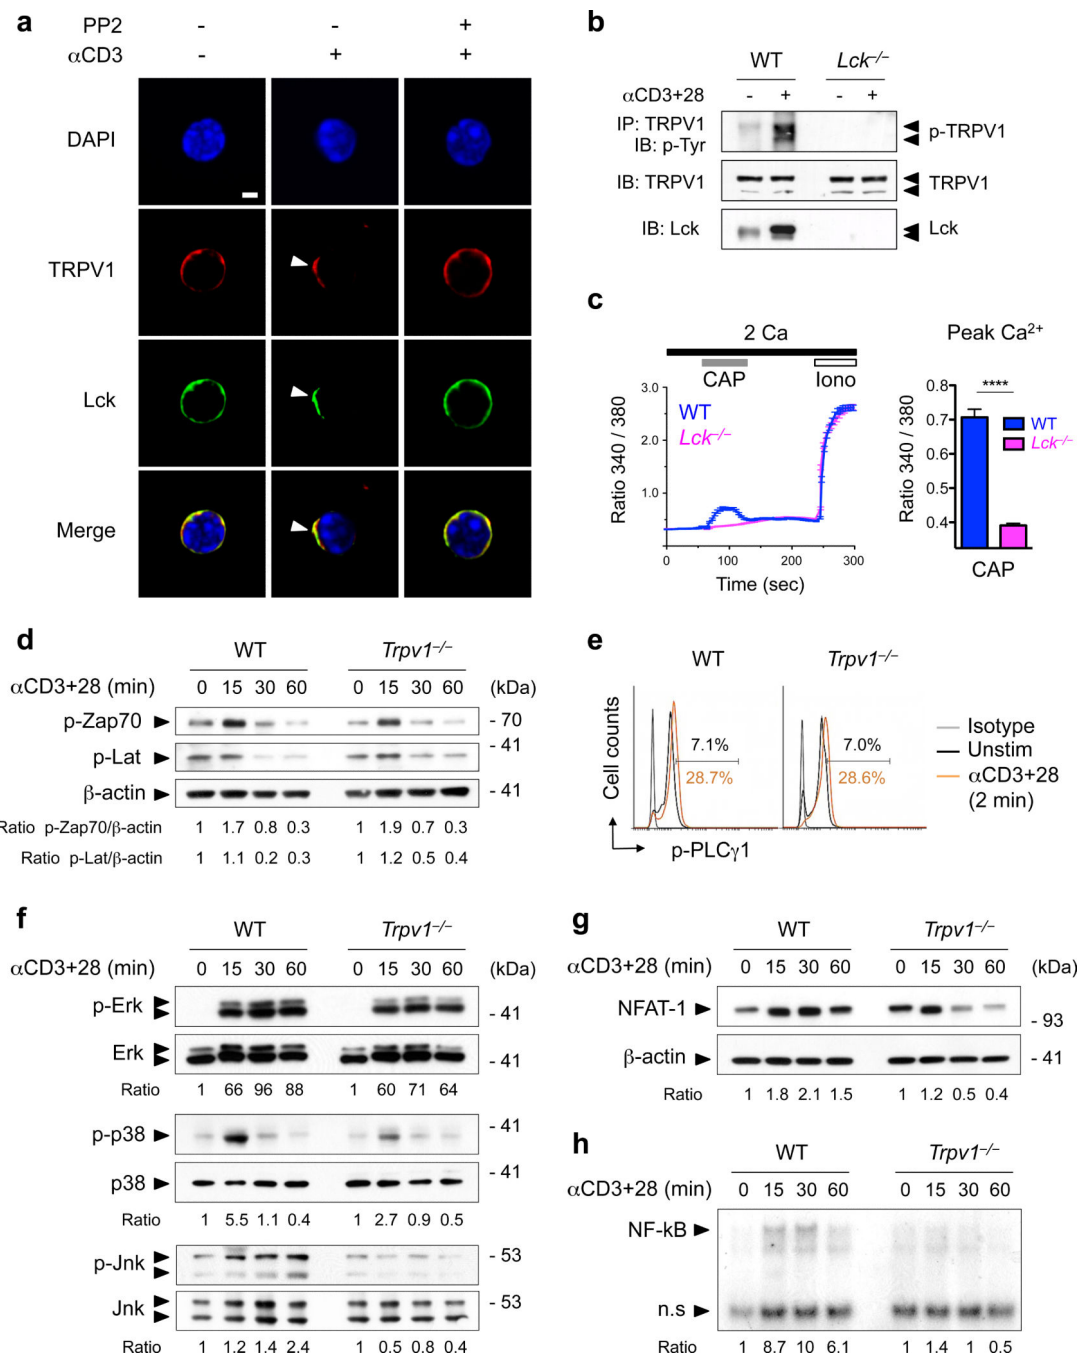 a
PP2 - - +
αCD3 - + +
DAPI
TRPV1
Lck
Merge
b
WT Lck–/–
αCD3+28 - + - +
IP: TRPV1
IB: p-Tyr
p-TRPV1
IB: TRPV1 TRPV1
IB: Lck Lck
c
2 Ca
CAP Iono
3.0
2.0
1.0
WT
Lck–/–
Ratio 340 / 380
0 100 200 300
Time (sec)
Peak Ca2+
****
0.8
0.7
0.6
0.5
0.4
WT
Lck–/–
Ratio 340 / 380
CAP
d
WT Trpv1–/–
αCD3+28 (min) 0 15 30 60 0 15 30 60 (kDa)
p-Zap70 - 70
- 41
p-Lat
β-actin - 41
Ratio p-Zap70/β-actin 1 1.7 0.8 0.3 1 1.9 0.7 0.3
Ratio p-Lat/β-actin 1 1.1 0.2 0.3 1 1.2 0.5 0.4
e
WT Trpv1–/–
Cell counts
7.1%
28.7%
7.0%
28.6%
p-PLCγ1
Isotype
Unstim
αCD3+28
(2 min)
f
WT Trpv1–/–
αCD3+28 (min) 0 15 30 60 0 15 30 60 (kDa)
p-Erk - 41
Erk - 41
Ratio 1 66 96 88 1 60 71 64
- 41
p-p38
- 41
p38
Ratio 1 5.5 1.1 0.4 1 2.7 0.9 0.5
p-Jnk - 53
Jnk - 53
Ratio 1 1.2 1.4 2.4 1 0.5 0.8 0.4
g
WT Trpv1–/–
αCD3+28 (min) 0 15 30 60 0 15 30 60 (kDa)
NFAT-1 - 93
β-actin - 41
Ratio 1 1.8 2.1 1.5 1 1.2 0.5 0.4
h
WT Trpv1–/–
αCD3+28 (min) 0 15 30 60 0 15 30 60
NF-kB
n.s
Ratio 1 8.7 10 6.1 1 1.4 1 0.5